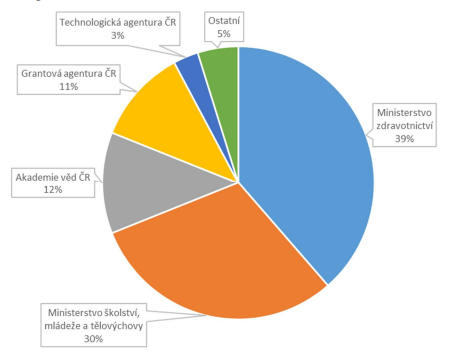 Technologická agentura ČR
3%
Ostatní
5%
Grantová agentura ČR
11%
Ministerstvo
zdravotnictví
39%
Akademie věd ČR
12%
Ministerstvo školství,
mládeže a tělovýchovy
30%